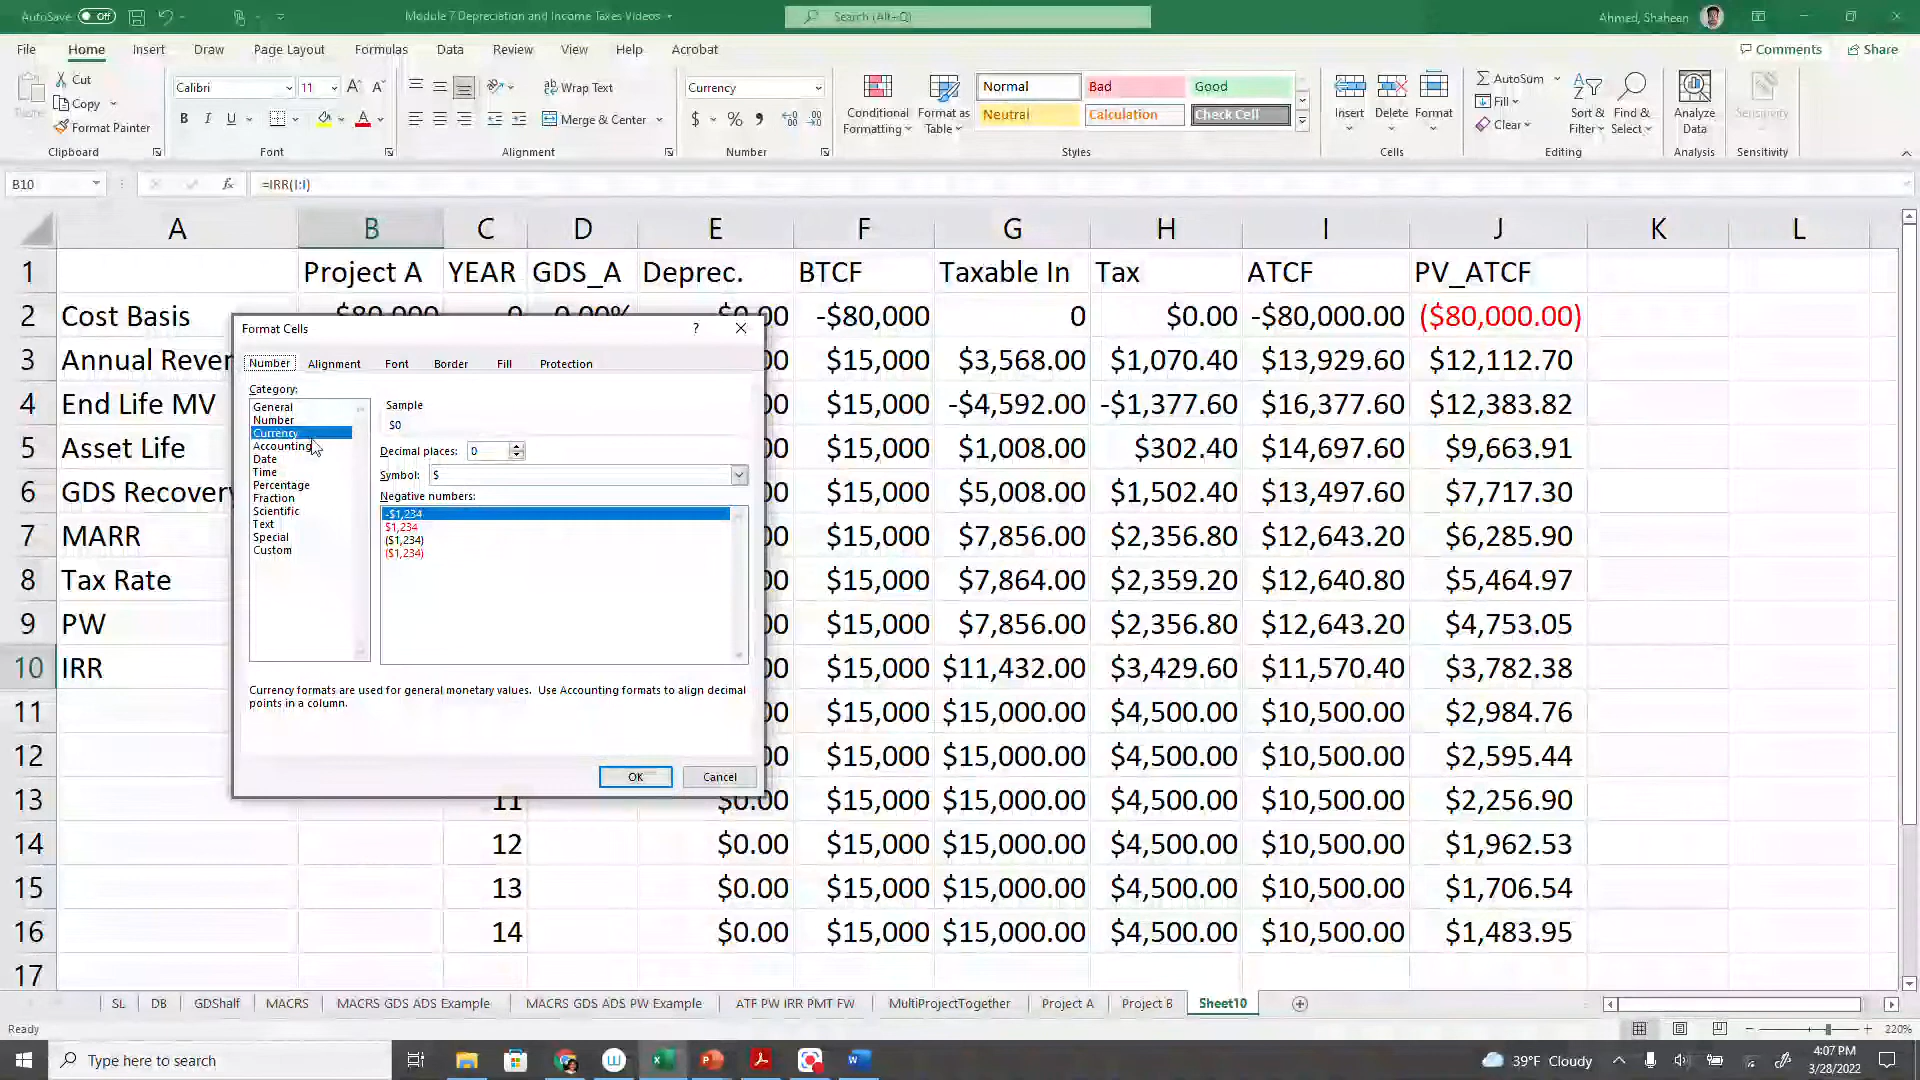 AutoSave Off Module 7 Depreciation and Income Taxes Videos Search (Alt+Q) Ahmed, Shaheen
File Home Insert Draw Page Layout Formulas Data Review View Help Acrobat Comments Share
Cut
Copy
Format Painter
Paste
Clipboard
Calibri 11
B I U
Font
Wrap Text
Merge & Center
Alignment
Currency
$ % 9
Number
Conditional Formatting
Format as Table
Normal Bad Good
Neutral Calculation Check Cell
Styles
Insert Delete Format
Cells
AutoSum
Fill
Clear
Sort & Filter
Find & Select
Editing
Analyze Data
Analysis
Sensitivity
Sensitivity
B10 fx =IRR(I:I)
A B C D E F G H I J K L
1 Project A YEAR GDS_A Deprec. BTCF Taxable In Tax ATCF PV_ATCF
2 Cost Basis $80,000 0 0.00% -$80,000 0 $0.00 -$80,000.00 ($80,000.00)
3 Annual Reven $15,000 $3,568.00 $1,070.40 $13,929.60 $12,112.70
4 End Life MV $15,000 -$4,592.00 -$1,377.60 $16,377.60 $12,383.82
5 Asset Life $15,000 $1,008.00 $302.40 $14,697.60 $9,663.91
6 GDS Recovery $15,000 $5,008.00 $1,502.40 $13,497.60 $7,717.30
7 MARR $15,000 $7,856.00 $2,356.80 $12,643.20 $6,285.90
8 Tax Rate $15,000 $7,864.00 $2,359.20 $12,640.80 $5,464.97
9 PW $15,000 $7,856.00 $2,356.80 $12,643.20 $4,753.05
10 IRR $15,000 $11,432.00 $3,429.60 $11,570.40 $3,782.38
11 $15,000 $15,000.00 $4,500.00 $10,500.00 $2,984.76
12 $15,000 $15,000.00 $4,500.00 $10,500.00 $2,595.44
13 11 $0.00 $15,000 $15,000.00 $4,500.00 $10,500.00 $2,256.90
14 12 $0.00 $15,000 $15,000.00 $4,500.00 $10,500.00 $1,962.53
15 13 $0.00 $15,000 $15,000.00 $4,500.00 $10,500.00 $1,706.54
16 14 $0.00 $15,000 $15,000.00 $4,500.00 $10,500.00 $1,483.95
17
Format Cells ?
Number Alignment Font Border Fill Protection
Category:
General
Number
Currency
Accounting
Date
Time
Percentage
Fraction
Scientific
Text
Special
Custom
Sample
$0
Decimal places: 0
Symbol: $
Negative numbers:
-$1,234
$1,234
($1,234)
($1,234)
Currency formats are used for general monetary values. Use Accounting formats to align decimal
points in a column.
OK Cancel
SL DB GDShalf MACRS MACRS GDS ADS Example MACRS GDS ADS PW Example ATF PW IRR PMT FW MultiProjectTogether Project A Project B Sheet10
Ready 220%
Type here to search 39°F Cloudy 4:07 PM
3/28/2022